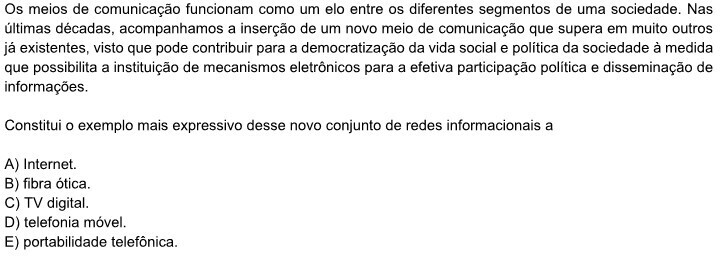 Os meios de comunicação funcionam como um elo entre os diferentes segmentos de uma sociedade. Nas
últimas décadas, acompanhamos a inserção de um novo meio de comunicação que supera em muito outros
já existentes, visto que pode contribuir para a democratização da vida social e política da sociedade à medida
que possibilita a instituição de mecanismos eletrônicos para a efetiva participação política e disseminação de
informações.
Constitui o exemplo mais expressivo desse novo conjunto de redes informacionais a
A) Internet.
B) fibra ótica.
C) TV digital.
D) telefonia móvel.
E) portabilidade telefônica.